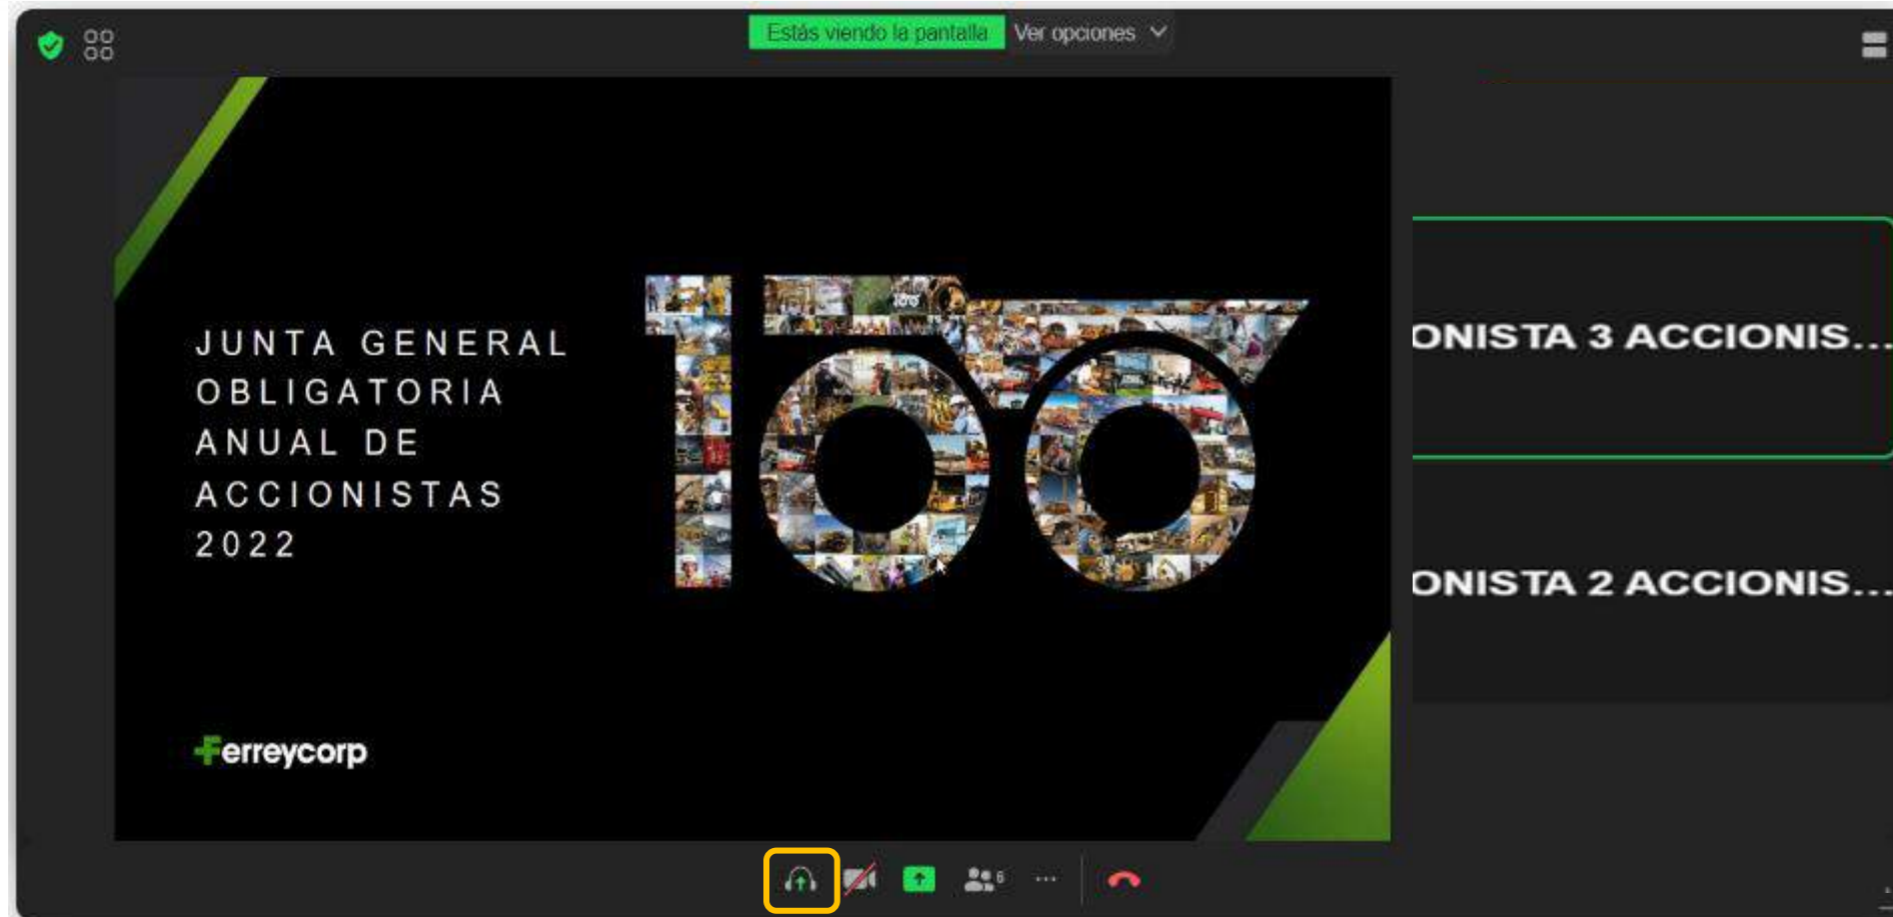 Estás viendo la pantalla Ver opciones
JUNTA GENERAL
OBLIGATORIA
ANUAL DE
ACCIONISTAS
2022
100
Ferreycorp
ONISTA 3 ACCIONIS...
ONISTA 2 ACCIONIS...
6